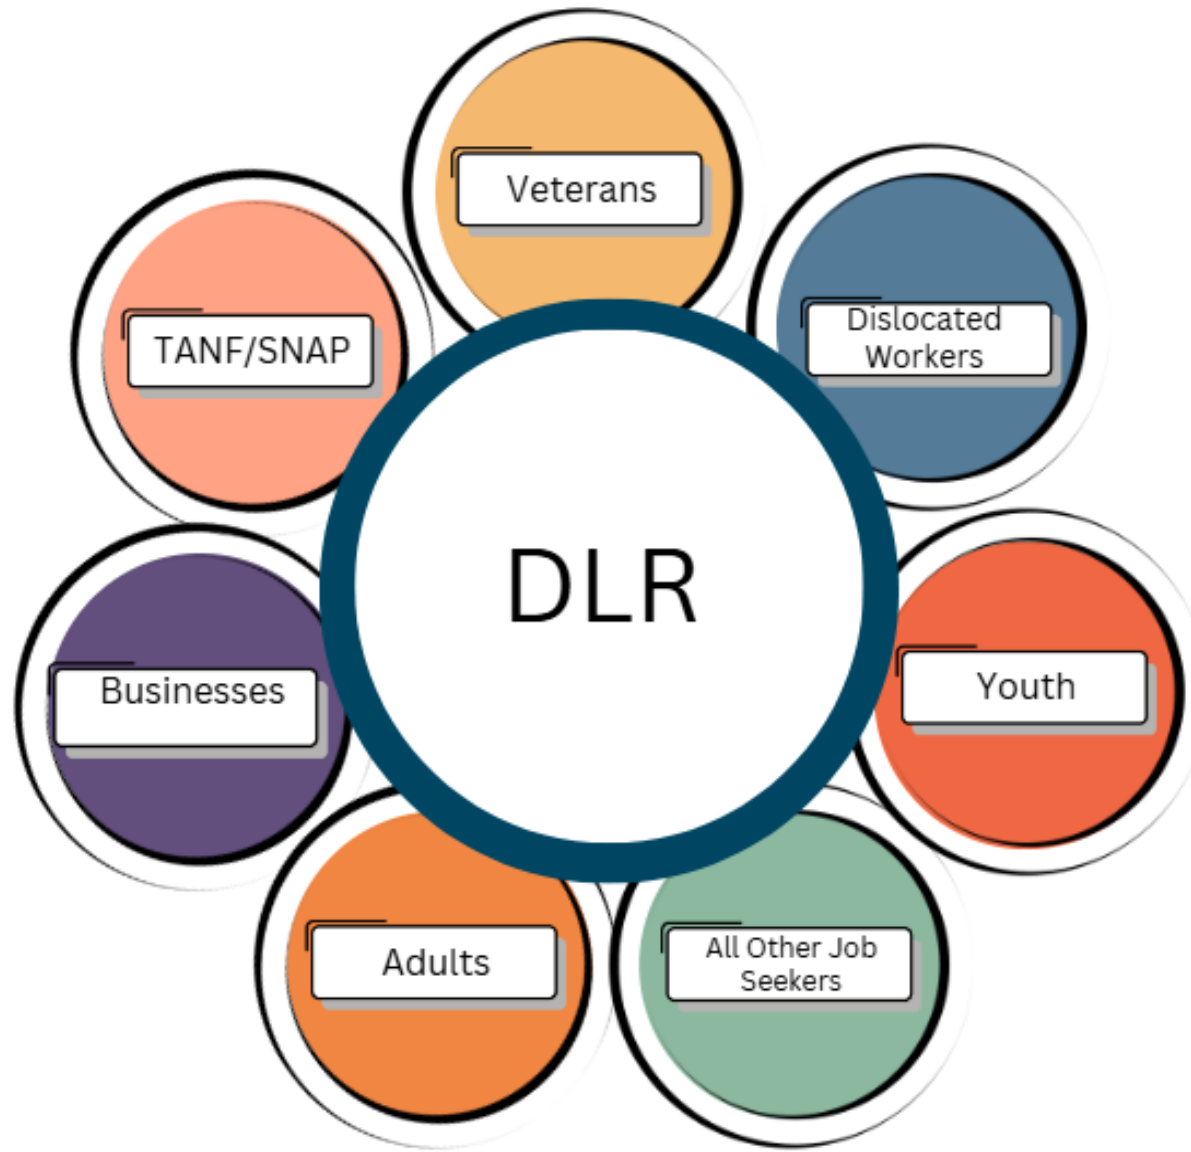 Veterans
Dislocated
Workers
TANF/SNAP
DLR
Youth
Businesses
Adults
All Other Job
Seekers